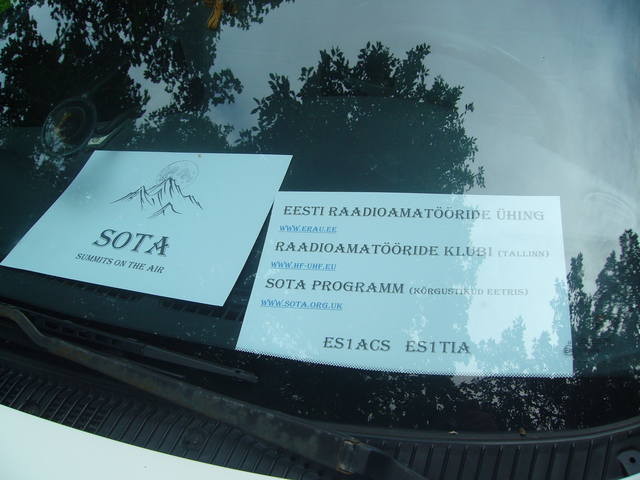 SOTA
SUMMITS ON THE AIR
EESTI RAADIOAMATÖÖRIDE ÜHING
WWW.ERAU.EE
RAADIOAMATÖÖRIDE KLUBI (TALLINN)
WWW.HF-UHF.EU
SOTA PROGRAMM (KÕRGUSTIKUD EETRIS)
WWW.SOTA.ORG.UK
ES1ACS ES1TIA